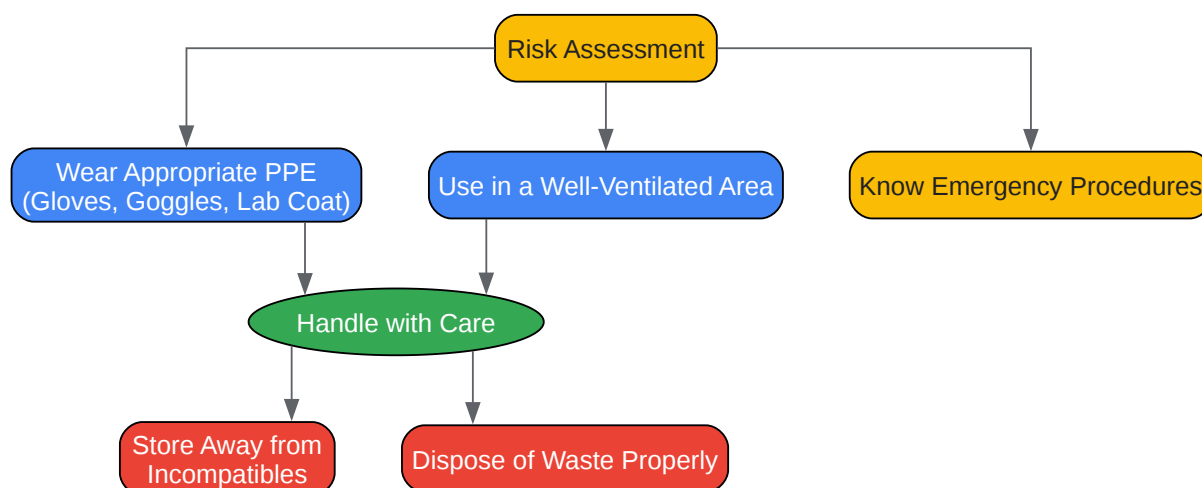 Risk Assessment
Wear Appropriate PPE
(Gloves, Goggles, Lab Coat)
Use in a Well-Ventilated Area
Know Emergency Procedures
Handle with Care
Store Away from
Incompatibles
Dispose of Waste Properly